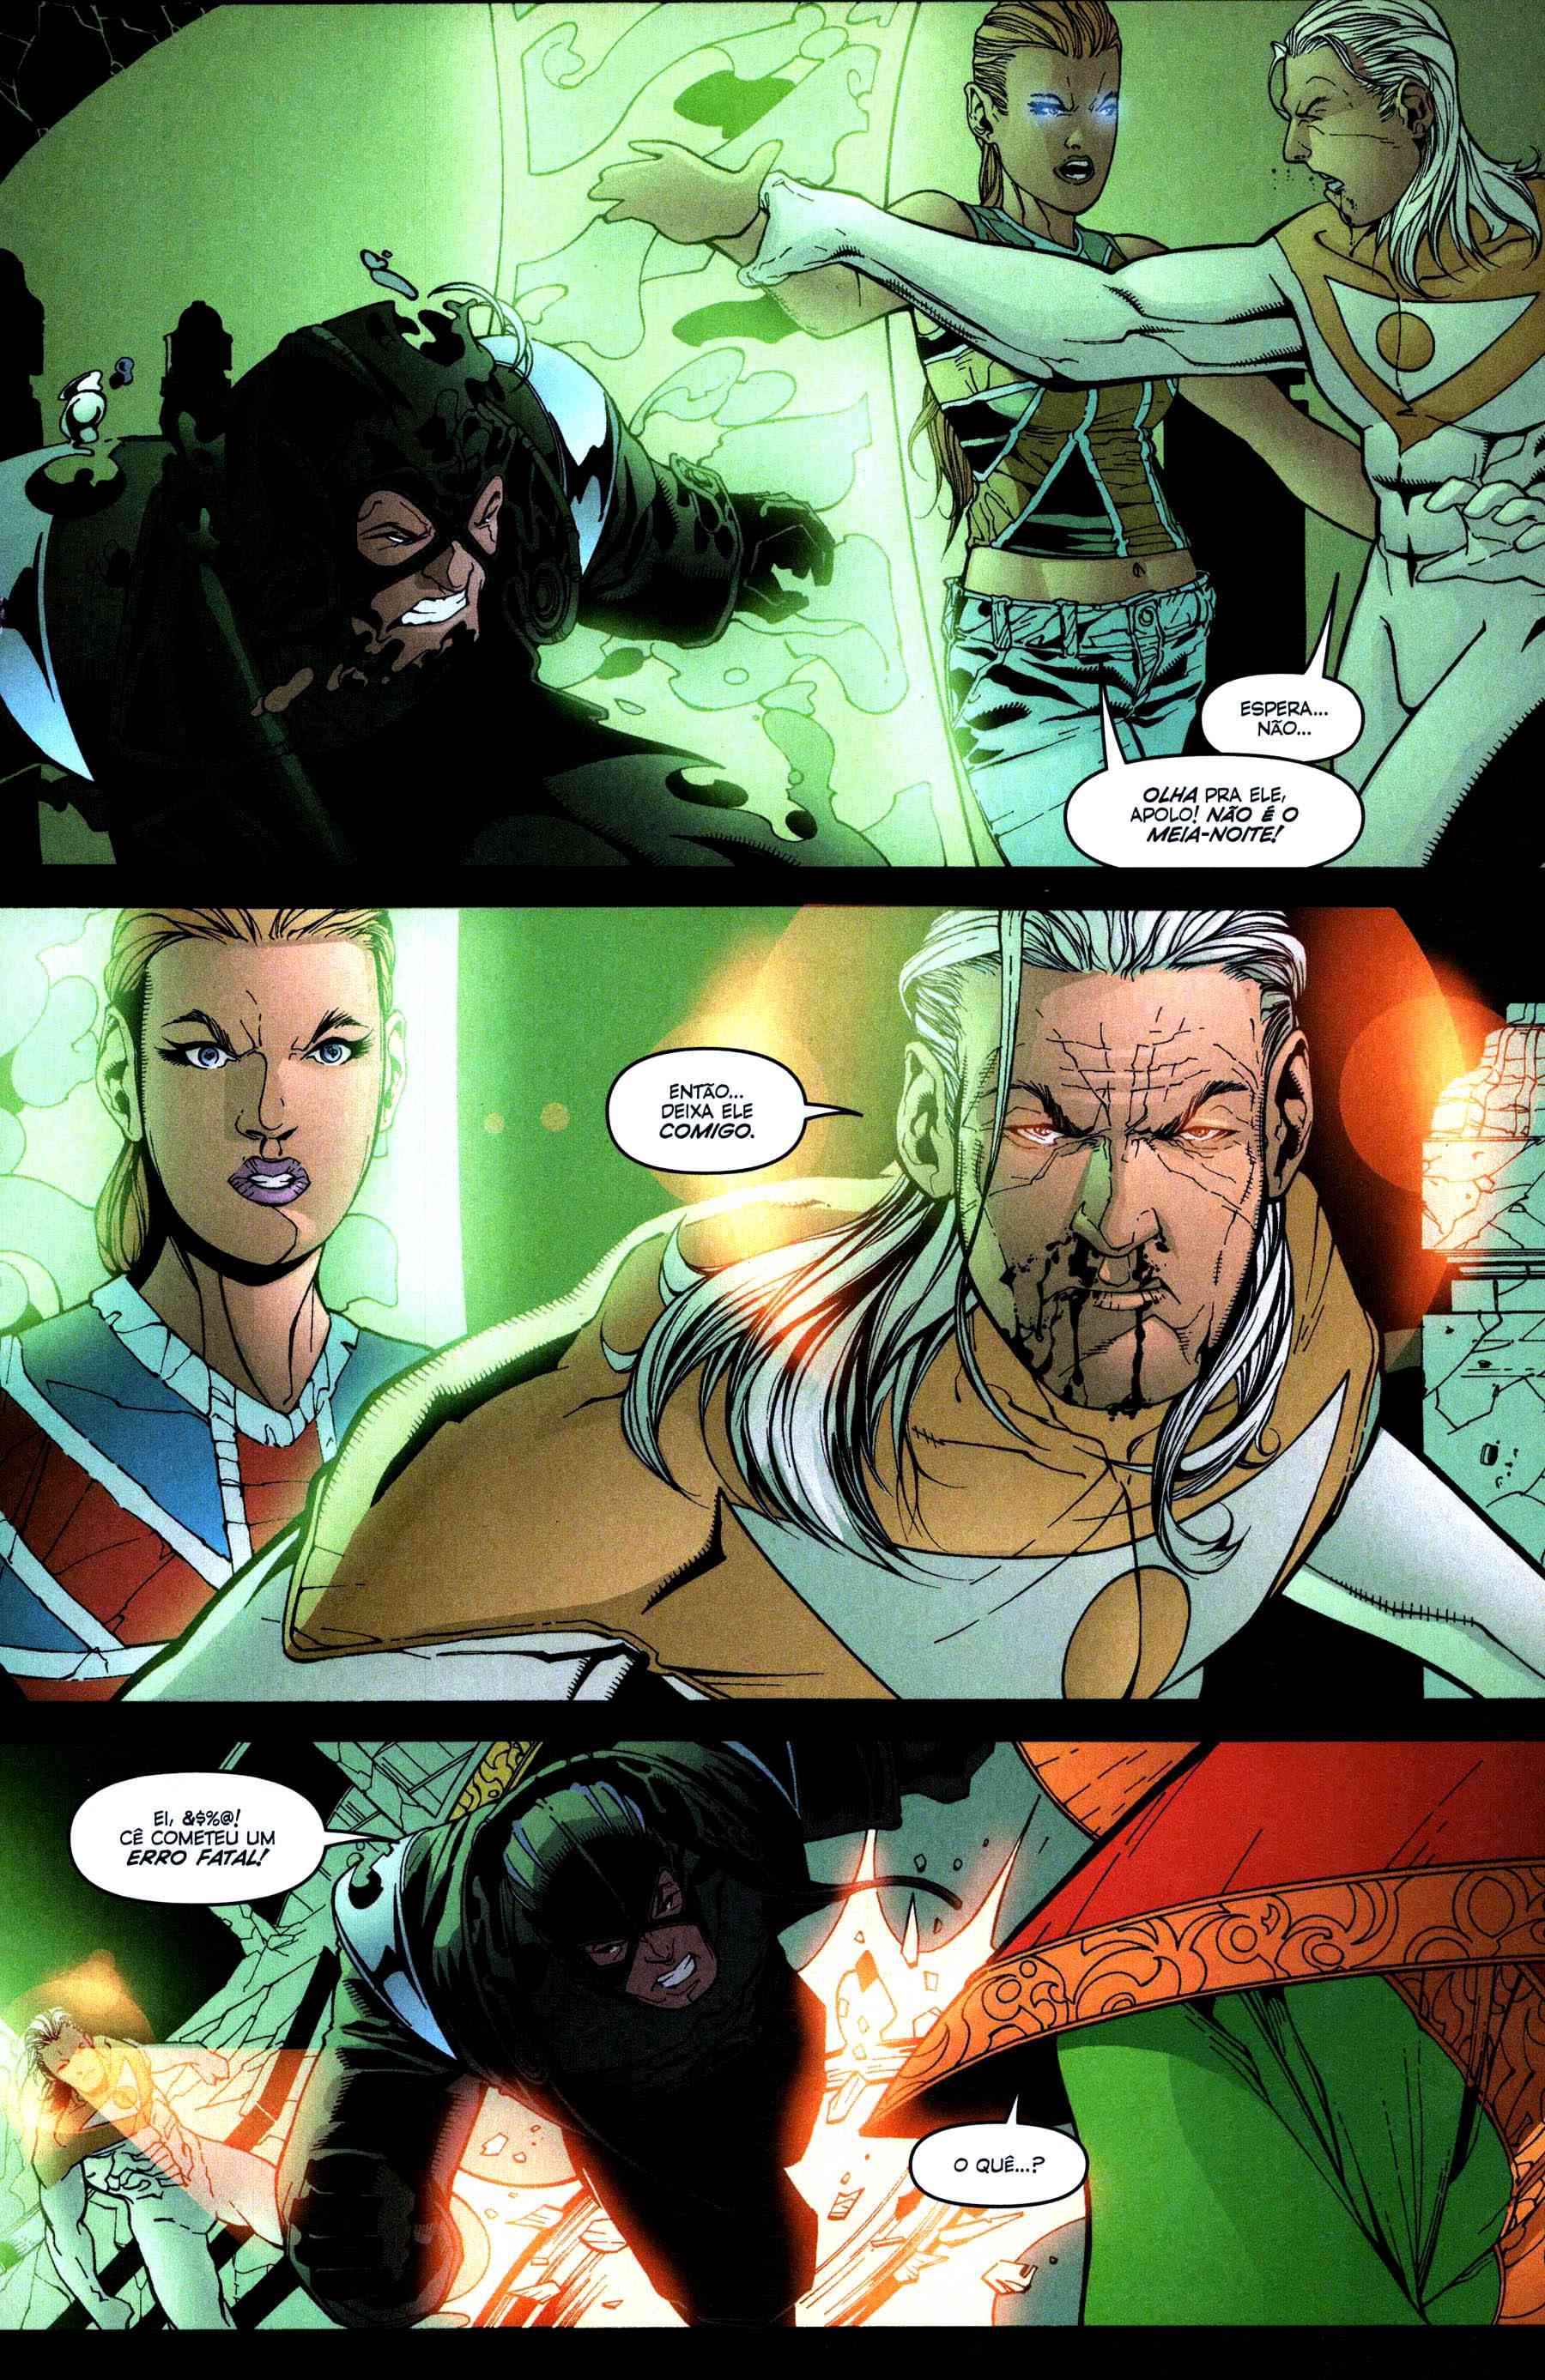 ESPERA...
NÃO...
OLHA PRA ELE,
APOLO! NÃO É O
MEIA-NOITE!
ENTÃO...
DEIXA ELE
COMIGO.
EI, &$%@!
CÊ COMETEU UM
ERRO FATAL!
O QUÊ...?